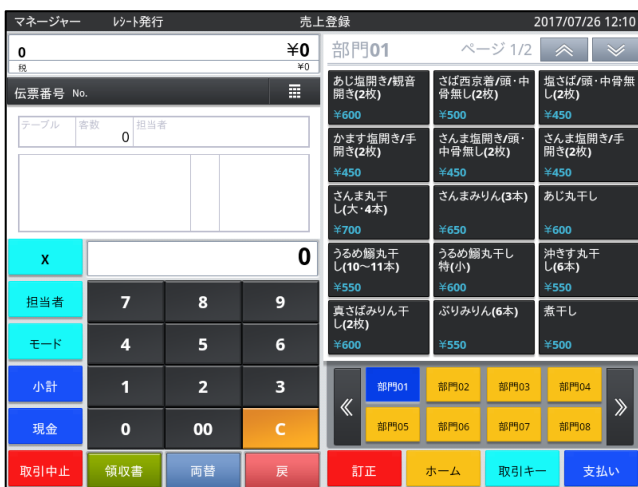 マネージャー レシート発行 売上登録 2017/07/26 12:10
0 ¥0
税 ¥0
伝票番号 No.
テーブル 客数 0 担当者
X 0
担当者 7 8 9
モード 4 5 6
小計 1 2 3
現金 0 00 C
取引中止 領収書 両替 戻
部門01 ページ 1/2
あじ塩開き/観音
開き(2枚)
¥600
さば西京着/頭・中
骨無し(2枚)
¥500
塩さば/頭・中骨無
し(2枚)
¥450
かます塩開き/手
開き(2枚)
¥450
さんま塩開き/頭・
中骨無し(2枚)
¥450
さんま塩開き/手
開き(2枚)
¥450
さんま丸干
し(大・4本)
¥700
さんまみりん(3本)
¥650
あじ丸干し
¥600
うるめ鰯丸干
し(10〜11本)
¥550
うるめ鰯丸干し
特(小)
¥600
沖きす丸干
し(6本)
¥550
真さばみりん干
し(2枚)
¥600
ぶりみりん(6本)
¥550
煮干し
¥500
部門01 部門02 部門03 部門04
部門05 部門06 部門07 部門08
訂正 ホーム 取引キー 支払い